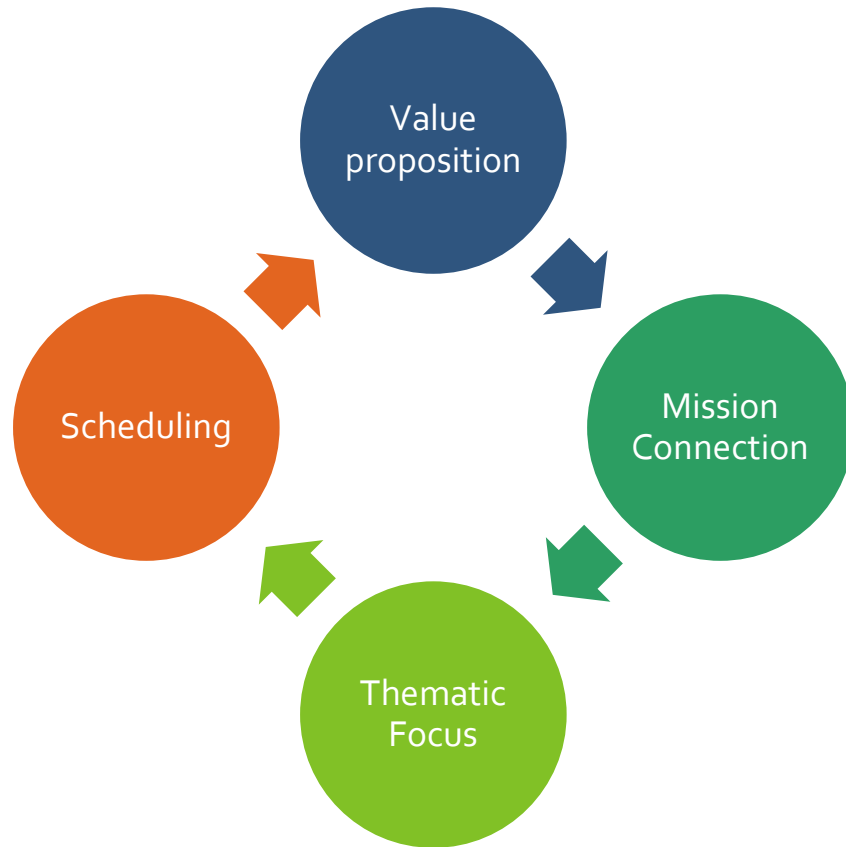 Value
proposition
Mission
Connection
Thematic
Focus
Scheduling